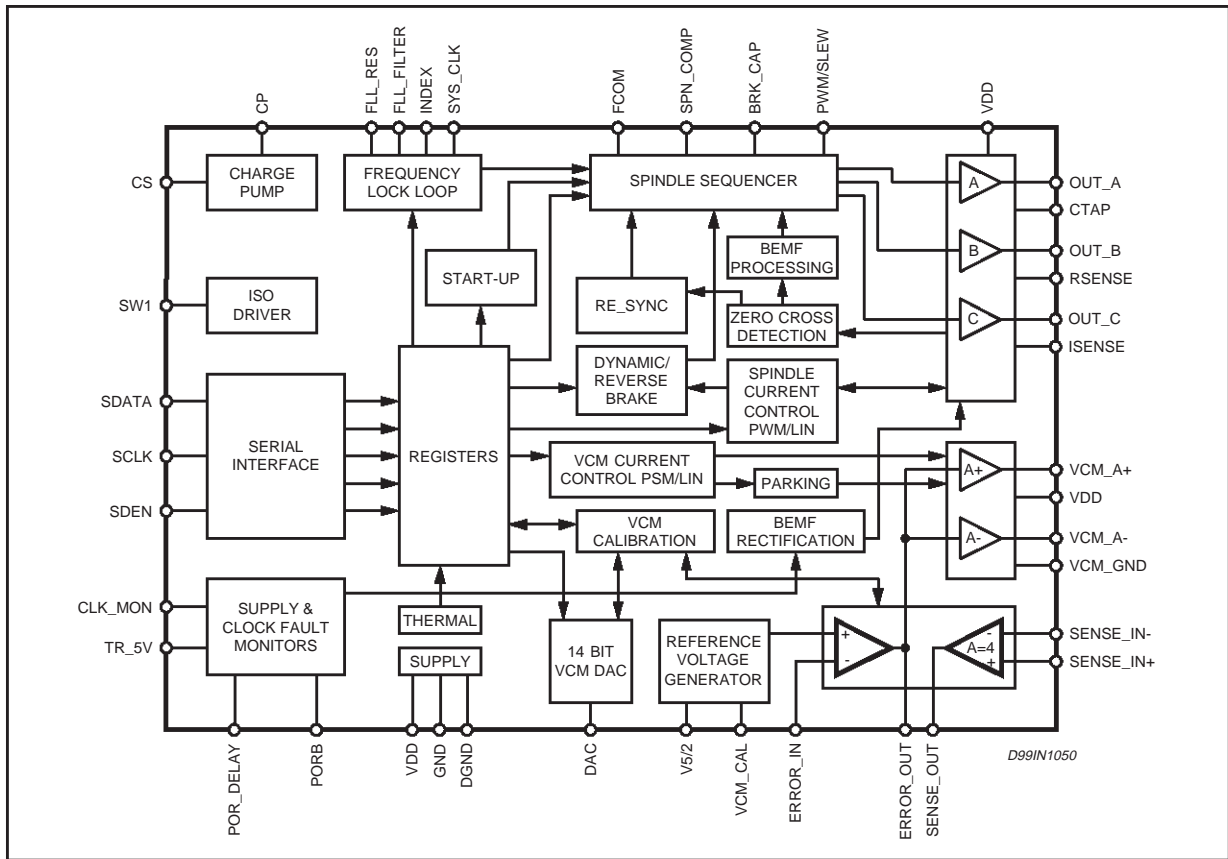 CP
FLL_RES
FLL_FILTER
INDEX
SYS_CLK
FCOM
SPN_COMP
BRK_CAP
PWM/SLEW
VDD
CS
CHARGE
PUMP
FREQUENCY
LOCK LOOP
SPINDLE SEQUENCER
A
OUT_A
CTAP
START-UP
BEMF
PROCESSING
B
OUT_B
RSENSE
SW1
ISO
DRIVER
RE_SYNC
ZERO CROSS
DETECTION
C
OUT_C
ISENSE
SDATA
SCLK
SDEN
SERIAL
INTERFACE
REGISTERS
DYNAMIC/
REVERSE
BRAKE
SPINDLE
CURRENT
CONTROL
PWM/LIN
VCM CURRENT
CONTROL PSM/LIN
PARKING
A+
VCM_A+
VDD
VCM
CALIBRATION
BEMF
RECTIFICATION
A-
VCM_A-
VCM_GND
CLK_MON
TR_5V
SUPPLY &
CLOCK FAULT
MONITORS
THERMAL
SUPPLY
14 BIT
VCM DAC
REFERENCE
VOLTAGE
GENERATOR
+
-
-
A=4
+
SENSE_IN-
SENSE_IN+
POR_DELAY
PORB
VDD
GND
DGND
DAC
V5/2
VCM_CAL
ERROR_IN
ERROR_OUT
SENSE_OUT
D99IN1050